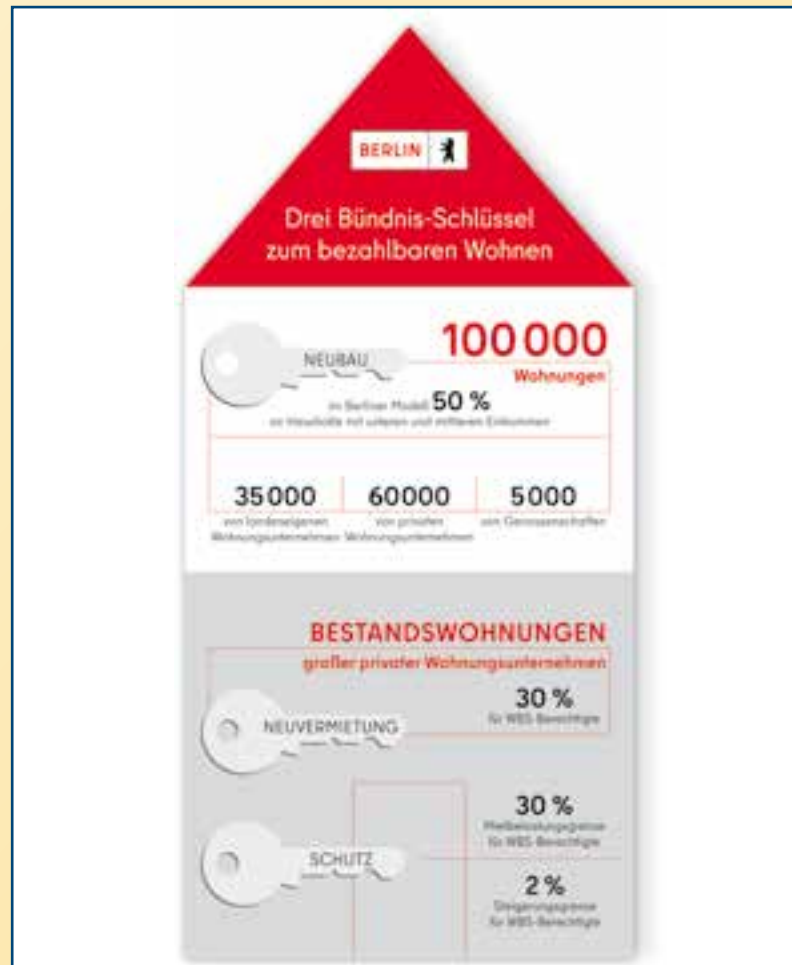 BERLIN
Drei Bündnis-Schlüssel
zum bezahlbaren Wohnen
NEUBAU
100 000
Wohnungen
im Berliner Modell 50 %
an Haushalte mit unteren und mittleren Einkommen
35 000
von landeseigenen
Wohnungsunternehmen
60 000
von privaten
Wohnungsunternehmen
5 000
von Genossenschaften
BESTANDSWOHNUNGEN
großer privater Wohnungsunternehmen
NEUVERMIETUNG
30 %
für WBS-Berechtigte
SCHUTZ
30 %
Mietbelastungsgrenze
für WBS-Berechtigte
2 %
Steigerungsgrenze
für WBS-Berechtigte